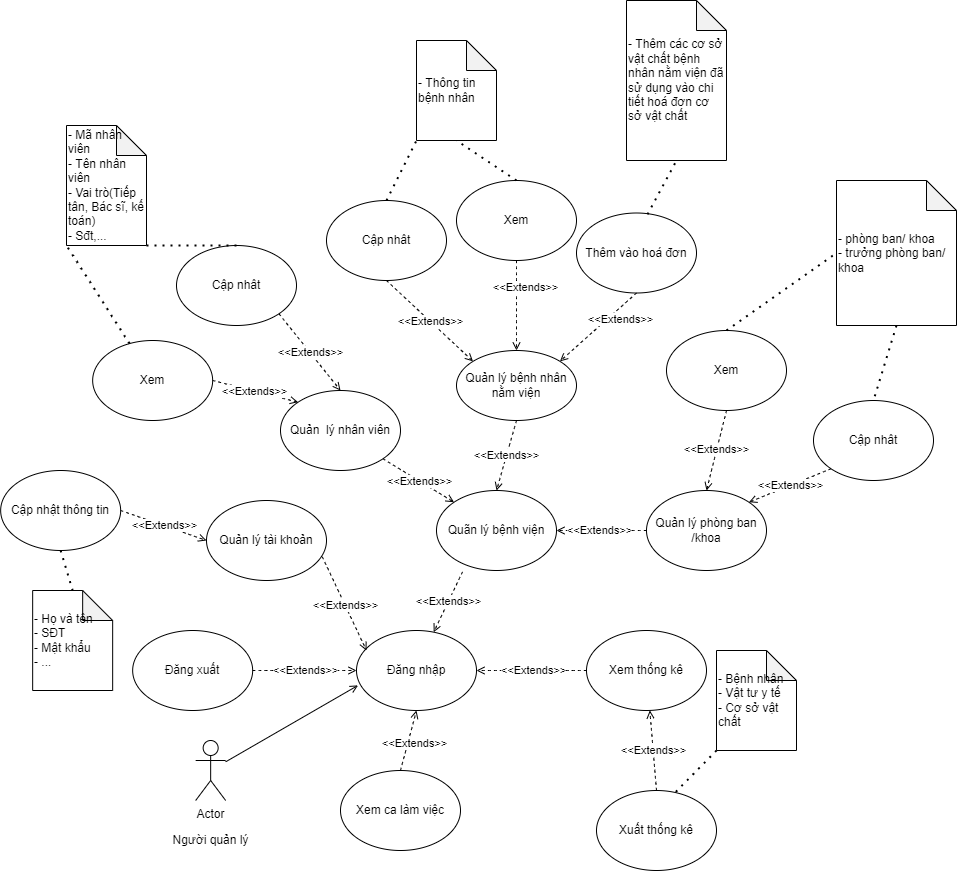 - Thêm các cơ sở
vật chất bệnh
nhân nằm viện đã
sử dụng vào chi
tiết hoá đơn cơ
sở vật chất
- Thông tin
bệnh nhân
- Mã nhân
viên
- Tên nhân
viên
- Vai trò(Tiếp
tân, Bác sĩ, kế
toán)
- Sđt,...
- phòng ban/ khoa
- trưởng phòng ban/
khoa
Cập nhât
Xem
Thêm vào hoá đơn
Cập nhât
<<Extends>>
<<Extends>>
<<Extends>>
<<Extends>>
Xem
<<Extends>>
Quản lý bệnh nhân
nằm viện
Xem
Quản  lý nhân viên
Cập nhât
<<Extends>>
<<Extends>>
<<Extends>>
<<Extends>>
Cập nhật thông tin
<<Extends>>
Quản lý tài khoản
Quãn lý bệnh viện
<<Extends>>
Quản lý phòng ban
/khoa
<<Extends>>
<<Extends>>
- Họ và tên
- SĐT
- Mật khẩu
- ...
Đăng xuất
<<Extends>>
Đăng nhập
<<Extends>>
Xem thống kê
- Bệnh nhân
- Vật tư y tế
- Cơ sở vật
chất
<<Extends>>
<<Extends>>
Actor
Người quản lý
Xem ca làm việc
Xuất thống kê